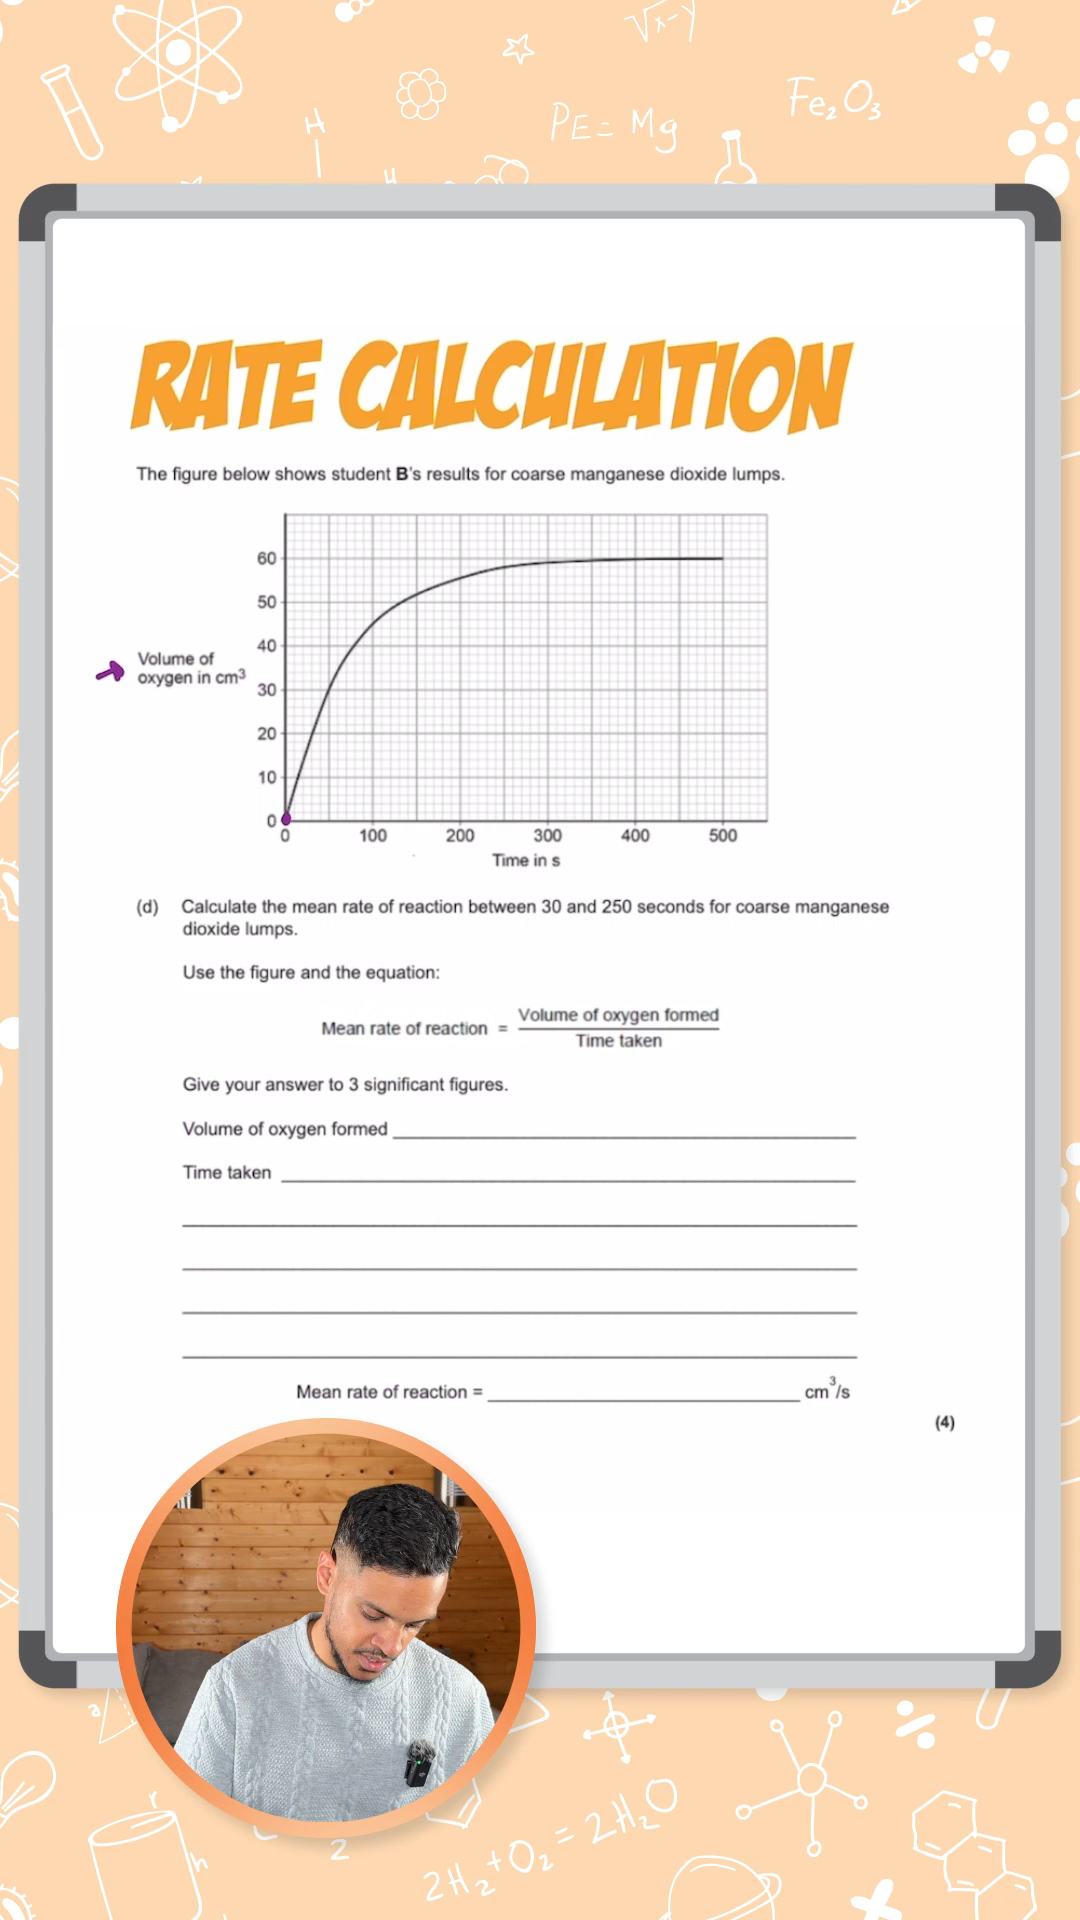 √x-y
Fe₂O₃
PE= Mg
H
H
RATE CALCULATION
The figure below shows student B's results for coarse manganese dioxide lumps.
60
50
40
Volume of
oxygen in cm³
30
20
10
0
0 100 200 300 400 500
Time in s
(d) Calculate the mean rate of reaction between 30 and 250 seconds for coarse manganese
dioxide lumps.
Use the figure and the equation:
Mean rate of reaction = Volume of oxygen formed
Time taken
Give your answer to 3 significant figures.
Volume of oxygen formed
Time taken
Mean rate of reaction = cm³/s
(4)
a
r
h
2
2H₂+O₂=2H₂O